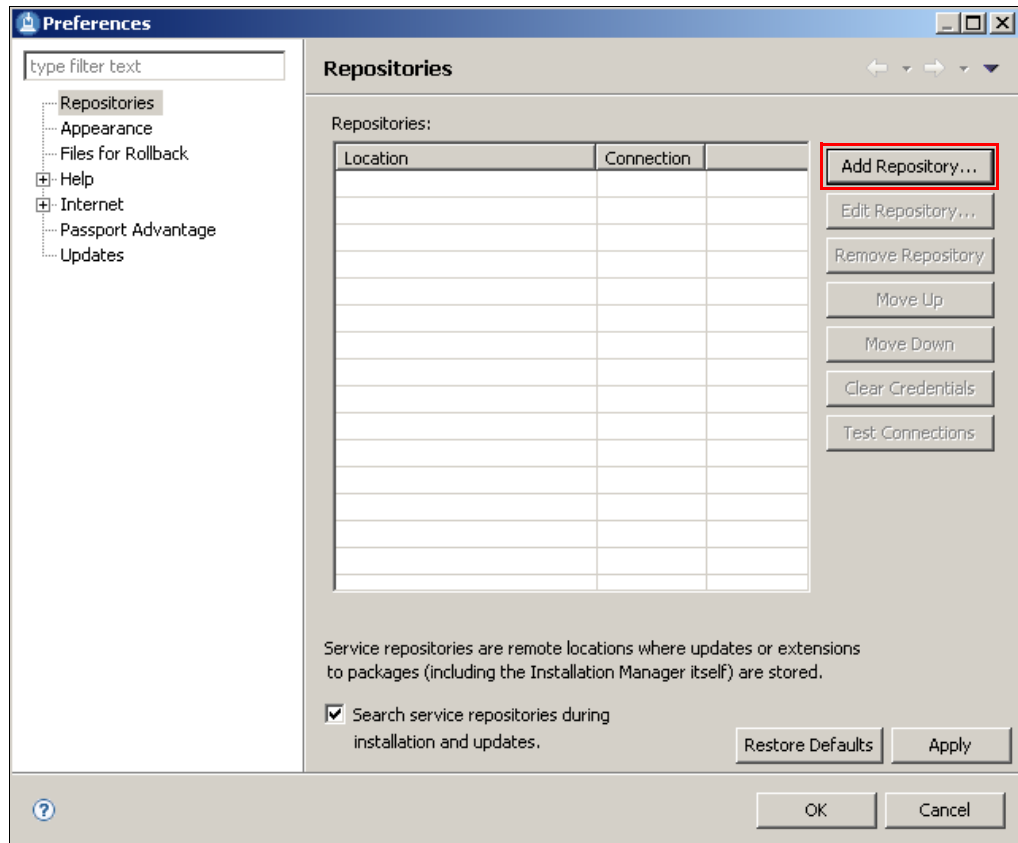 Preferences
type filter text
Repositories
Appearance
Files for Rollback
Help
Internet
Passport Advantage
Updates
Repositories
Repositories:
Location Connection
Add Repository...
Edit Repository...
Remove Repository
Move Up
Move Down
Clear Credentials
Test Connections
Service repositories are remote locations where updates or extensions
to packages (including the Installation Manager itself) are stored.
Search service repositories during
installation and updates.
Restore Defaults Apply
? OK Cancel